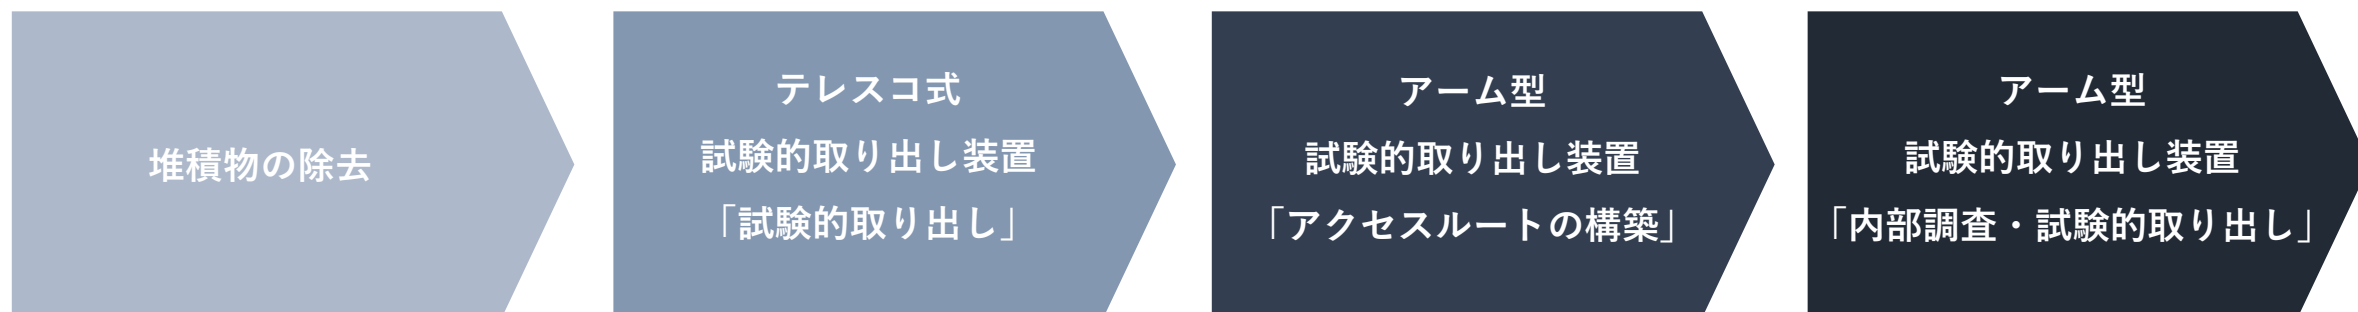 堆積物の除去
テレスコ式
試験的取り出し装置
「試験的取り出し」
アーム型
試験的取り出し装置
「アクセスルートの構築」
アーム型
試験的取り出し装置
「内部調査・試験的取り出し」